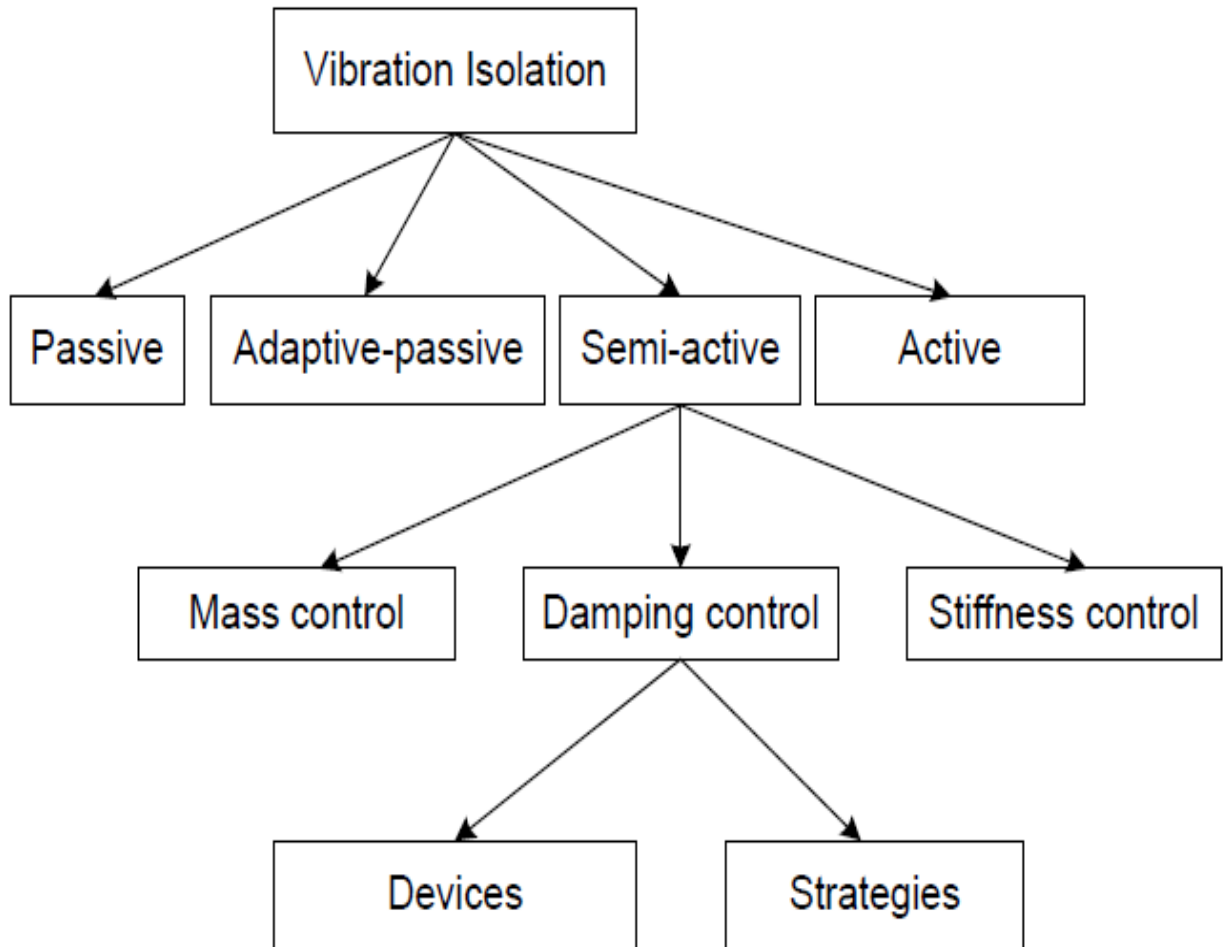 Vibration Isolation
Passive
Adaptive-passive
Semi-active
Active
Mass control
Damping control
Stiffness control
Devices
Strategies